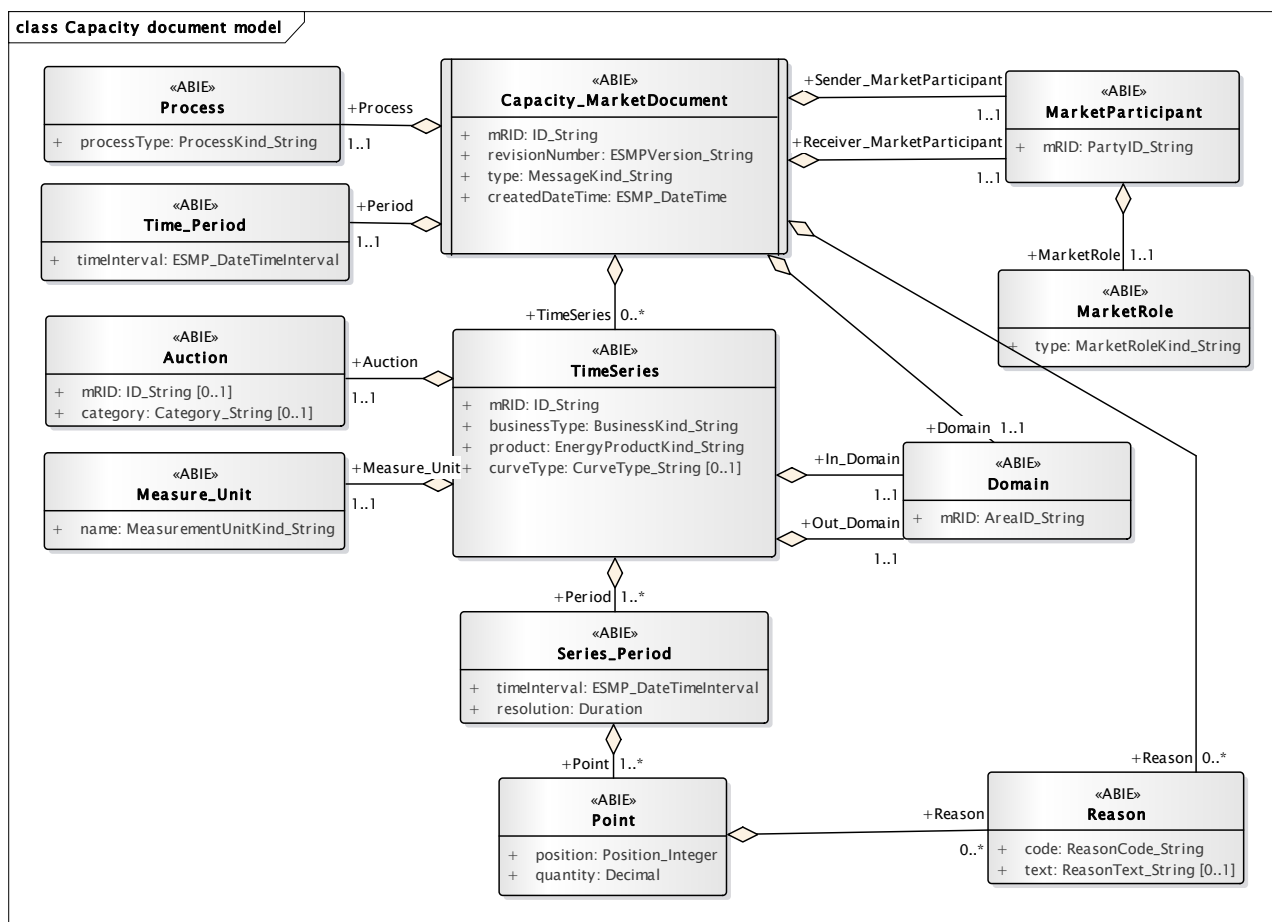 class Capacity document model
«ABIE»
Process
+ processType: ProcessKind_String
+Process
1..1
«ABIE»
Capacity_MarketDocument
+ mRID: ID_String
+ revisionNumber: ESMPVersion_String
+ type: MessageKind_String
+ createdDateTime: ESMP_DateTime
+Sender_MarketParticipant
1..1
+Receiver_MarketParticipant
1..1
«ABIE»
MarketParticipant
+ mRID: PartyID_String
«ABIE»
Time_Period
+ timeInterval: ESMP_DateTimeInterval
+Period
1..1
+MarketRole 1..1
«ABIE»
MarketRole
+ type: MarketRoleKind_String
+TimeSeries 0..*
«ABIE»
Auction
+ mRID: ID_String [0..1]
+ category: Category_String [0..1]
+Auction
1..1
«ABIE»
TimeSeries
+ mRID: ID_String
+ businessType: BusinessKind_String
+ product: EnergyProductKind_String
+ curveType: CurveType_String [0..1]
+Domain 1..1
+In_Domain
1..1
+Out_Domain
1..1
«ABIE»
Domain
+ mRID: AreaID_String
«ABIE»
Measure_Unit
+ name: MeasurementUnitKind_String
+Measure_Unit
1..1
+Period 1..*
«ABIE»
Series_Period
+ timeInterval: ESMP_DateTimeInterval
+ resolution: Duration
+Point 1..*
«ABIE»
Point
+ position: Position_Integer
+ quantity: Decimal
+Reason
0..*
+Reason 0..*
«ABIE»
Reason
+ code: ReasonCode_String
+ text: ReasonText_String [0..1]